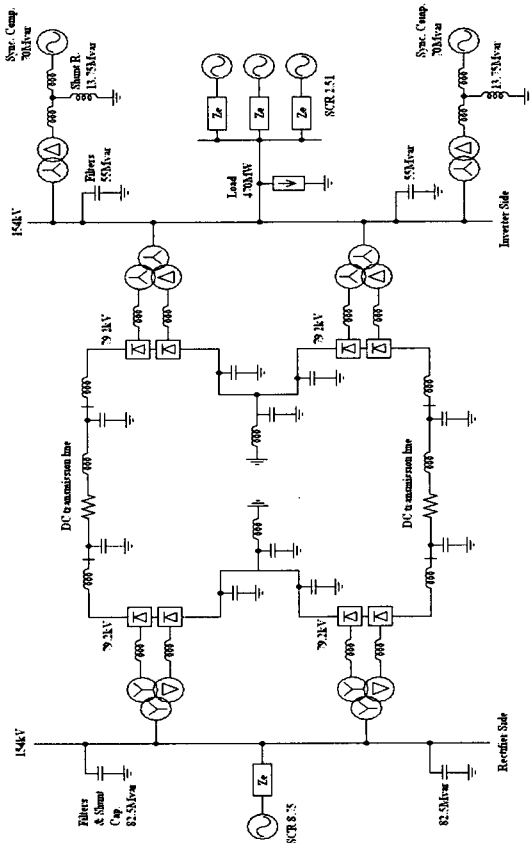 Sync. Comp.
70Mvar
Shunt R.
13.75Mvar
Filters
55Mvar
154kV
79.2kV
DC transmission line
79.2kV
154kV
Filters
& Shunt
Cap.
82.5Mvar
Ze
Ze
Ze
SCR 2.51
Load
470MW
Ze
SCR 8.25
Sync. Comp.
70Mvar
13.75Mvar
55Mvar
Inverter Side
79.2kV
DC transmission line
79.2kV
82.5Mvar
Rectifier Side